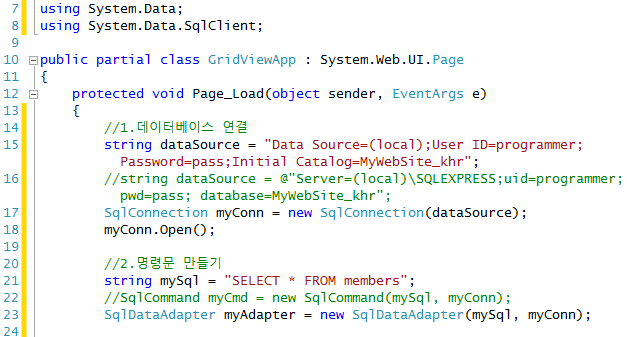 7 using System.Data;
8 using System.Data.SqlClient;
9
10 public partial class GridViewApp : System.Web.UI.Page
11 {
12 protected void Page_Load(object sender, EventArgs e)
13 {
14 //1.데이터베이스 연결
15 string dataSource = "Data Source=(local);User ID=programmer;
Password=pass;Initial Catalog=MyWebSite_khr";
16 //string dataSource = @"Server=(local)\SQLEXPRESS;uid=programmer;
pwd=pass; database=MyWebSite_khr";
17 SqlConnection myConn = new SqlConnection(dataSource);
18 myConn.Open();
19
20 //2.명령문 만들기
21 string mySql = "SELECT * FROM members";
22 //SqlCommand myCmd = new SqlCommand(mySql, myConn);
23 SqlDataAdapter myAdapter = new SqlDataAdapter(mySql, myConn);
24